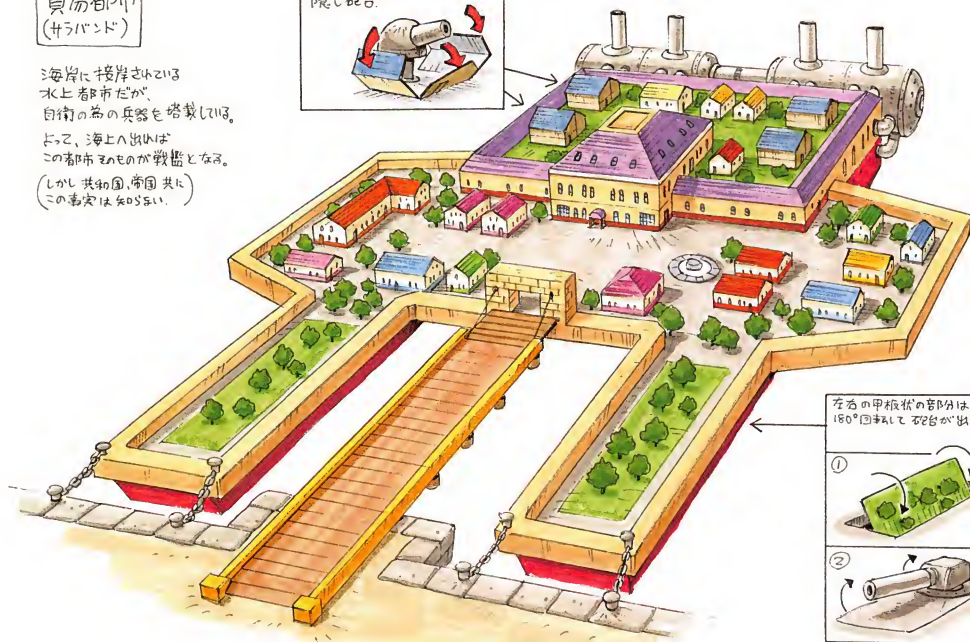 貿易都市
(サラバンド)
海岸に接岸されている
水上都市だが、
自衛の為の兵器を搭載している。
よって、海上へ出れば
この都市そのものが戦艦となる。
(しかし共和国、帝国共に
この事実は知らない.)
隠し砲台.
左右の甲板状の部分は
180°回転して砲台が出
①
②